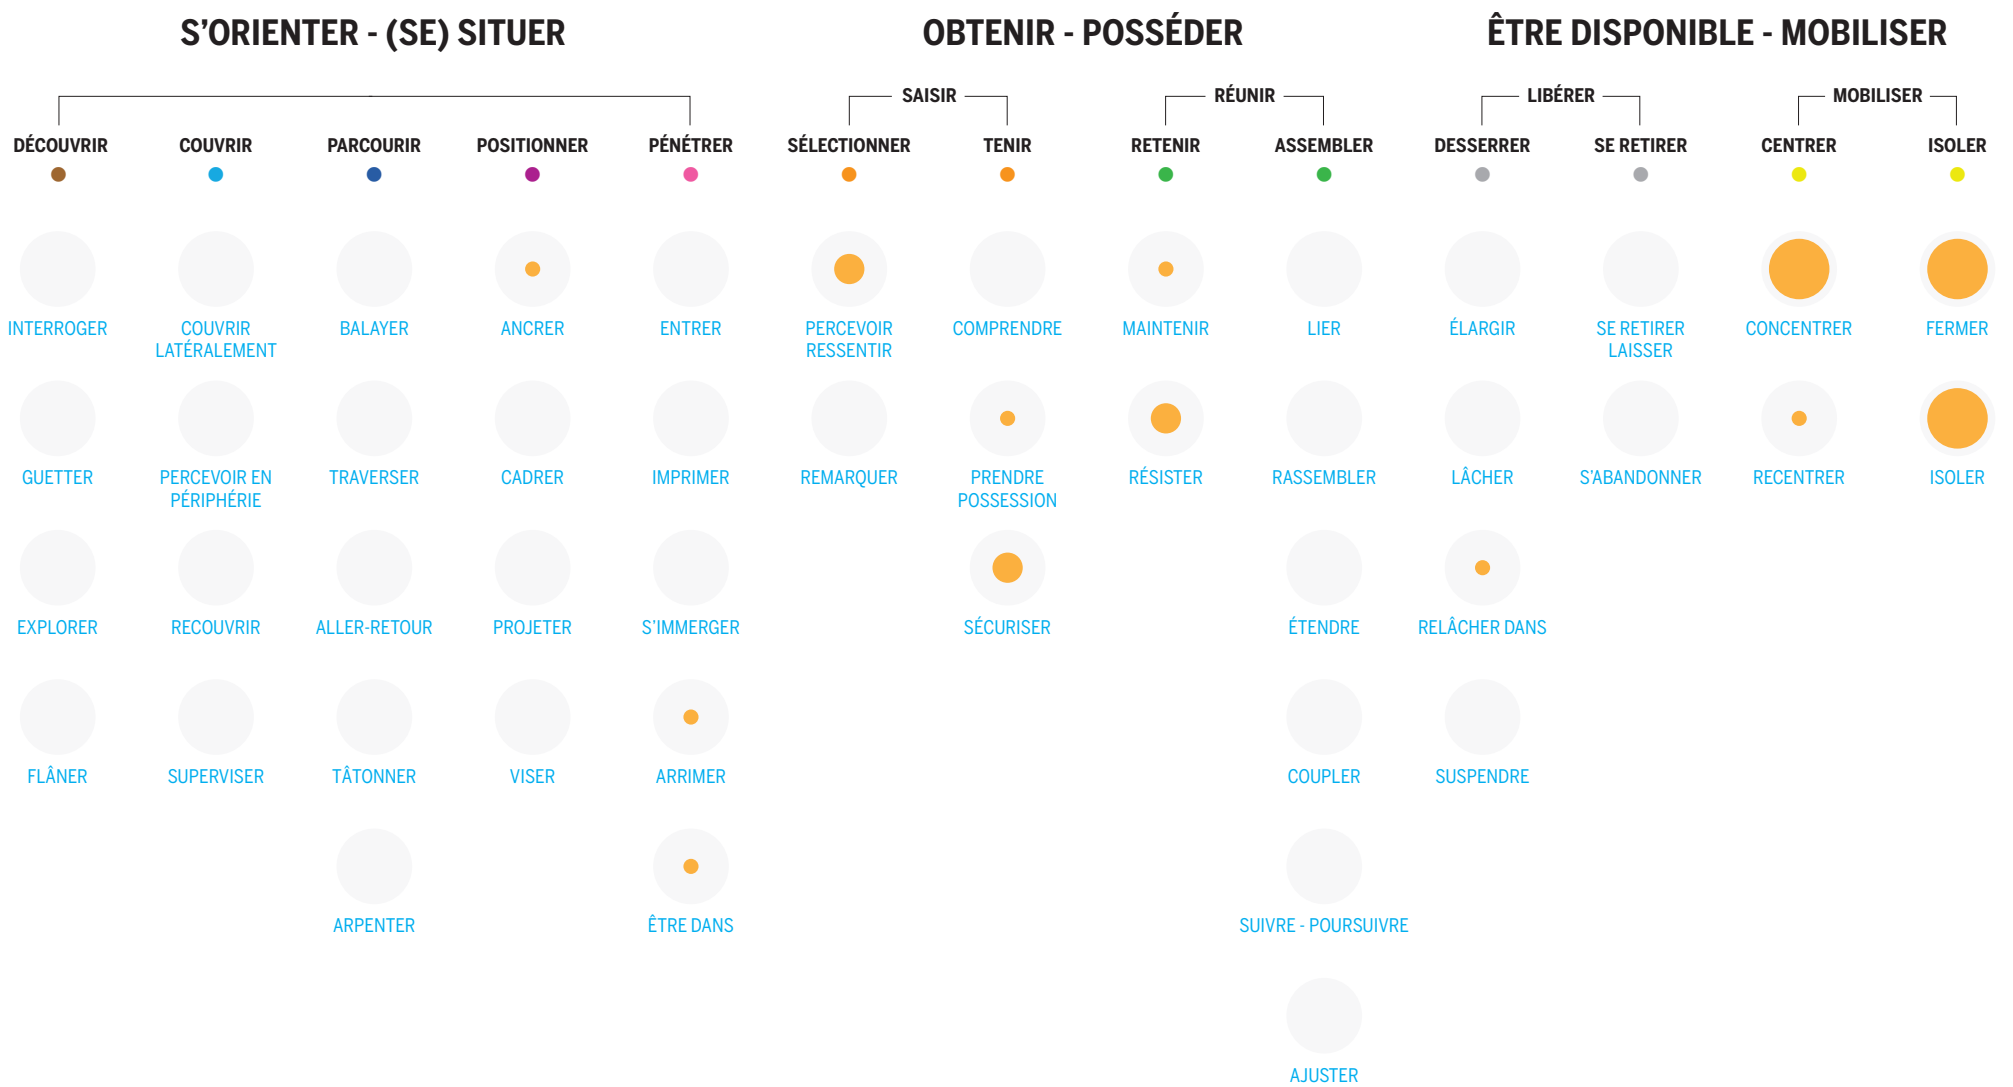 S’ORIENTER - (SE) SITUER
OBTENIR - POSSÉDER
ÊTRE DISPONIBLE - MOBILISER
SAISIR
RÉUNIR
LIBÉRER
MOBILISER
DÉCOUVRIR
COUVRIR
PARCOURIR
POSITIONNER
PÉNÉTRER
SÉLECTIONNER
TENIR
RETENIR
ASSEMBLER
DESSERRER
SE RETIRER
CENTRER
ISOLER
INTERROGER
COUVRIR
LATÉRALEMENT
BALAYER
ANCRER
ENTRER
PERCEVOIR
RESSENTIR
COMPRENDRE
MAINTENIR
LIER
ÉLARGIR
SE RETIRER
LAISSER
CONCENTRER
FERMER
GUETTER
PERCEVOIR EN
PÉRIPHÉRIE
TRAVERSER
CADRER
IMPRIMER
REMARQUER
PRENDRE
POSSESSION
RÉSISTER
RASSEMBLER
LÂCHER
S’ABANDONNER
RECENTRER
ISOLER
EXPLORER
RECOUVRIR
ALLER-RETOUR
PROJETER
S’IMMERGER
SÉCURISER
ÉTENDRE
RELÂCHER DANS
FLÂNER
SUPERVISER
TÂTONNER
VISER
ARRIMER
COUPLER
SUSPENDRE
ARPENTER
ÊTRE DANS
SUIVRE - POURSUIVRE
AJUSTER